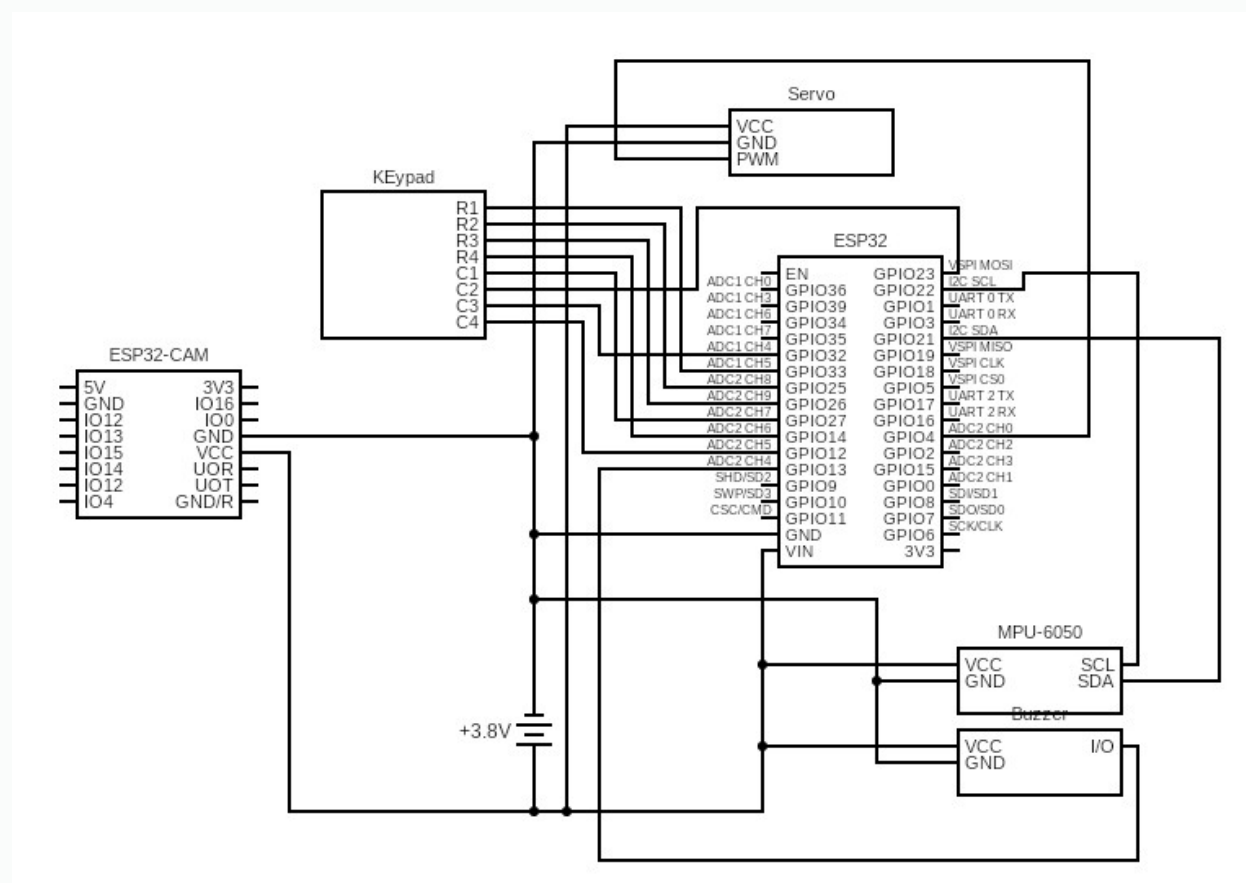 Servo
VCC
GND
PWM
KEypad
R1
R2
R3
R4
C1
C2
C3
C4
ESP32
EN
GPIO36
GPIO39
GPIO34
GPIO35
GPIO32
GPIO33
GPIO25
GPIO26
GPIO27
GPIO14
GPIO12
GPIO13
GPIO9
GPIO10
GPIO11
GND
VIN
ADC1 CH0
ADC1 CH3
ADC1 CH6
ADC1 CH7
ADC1 CH4
ADC1 CH5
ADC2 CH8
ADC2 CH9
ADC2 CH7
ADC2 CH6
ADC2 CH5
ADC2 CH4
SHD/SD2
SWP/SD3
CSC/CMD
GPIO23
GPIO22
GPIO1
GPIO3
GPIO21
GPIO19
GPIO18
GPIO5
GPIO17
GPIO16
GPIO4
GPIO2
GPIO15
GPIO0
GPIO8
GPIO7
GPIO6
3V3
VSPI MOSI
I2C SCL
UART 0 TX
UART 0 RX
I2C SDA
VSPI MISO
VSPI CLK
VSPI CS0
UART 2 TX
UART 2 RX
ADC2 CH0
ADC2 CH2
ADC2 CH3
ADC2 CH1
SDI/SD1
SDO/SD0
SCK/CLK
ESP32-CAM
5V
GND
IO12
IO13
IO15
IO14
IO12
IO4
3V3
IO16
IO0
GND
VCC
UOR
UOT
GND/R
+3.8V
MPU-6050
VCC
GND
SCL
SDA
Buzzer
VCC
GND
I/O